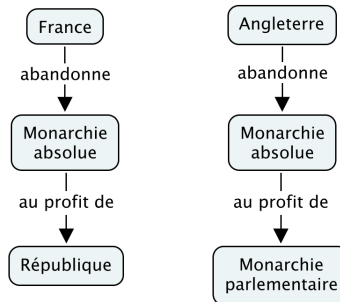 France
abandonne
Monarchie
absolue
au profit de
République
Angleterre
abandonne
Monarchie
absolue
au profit de
Monarchie
parlementaire